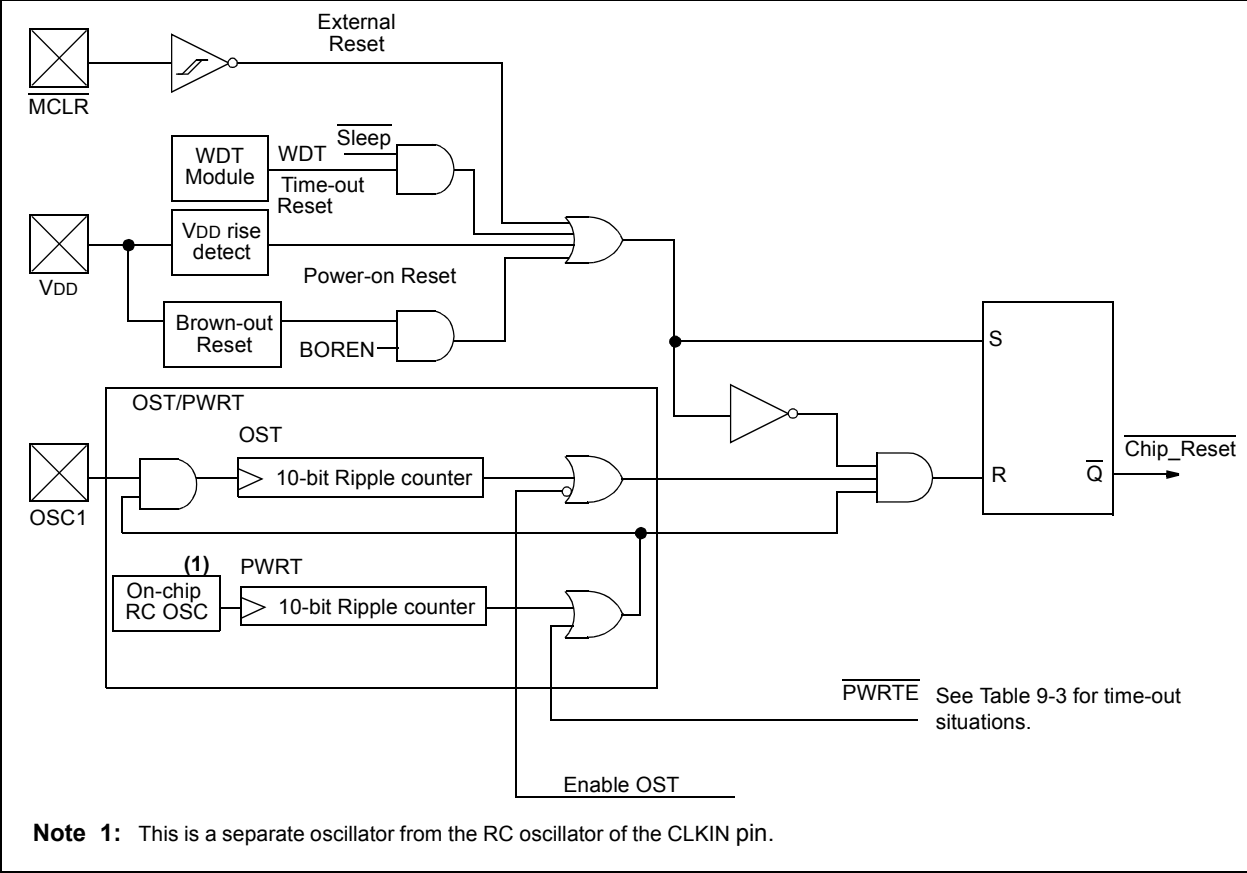 External
Reset
MCLR
Sleep
WDT
Module
WDT
Time-out
Reset
VDD rise
detect
VDD
Power-on Reset
Brown-out
Reset
BOREN
S
OST/PWRT
OST
Chip_Reset
10-bit Ripple counter
R
Q
OSC1
(1)
PWRT
On-chip
RC OSC
10-bit Ripple counter
PWRTE
See Table 9-3 for time-out
situations.
Enable OST
Note 1: This is a separate oscillator from the RC oscillator of the CLKIN pin.